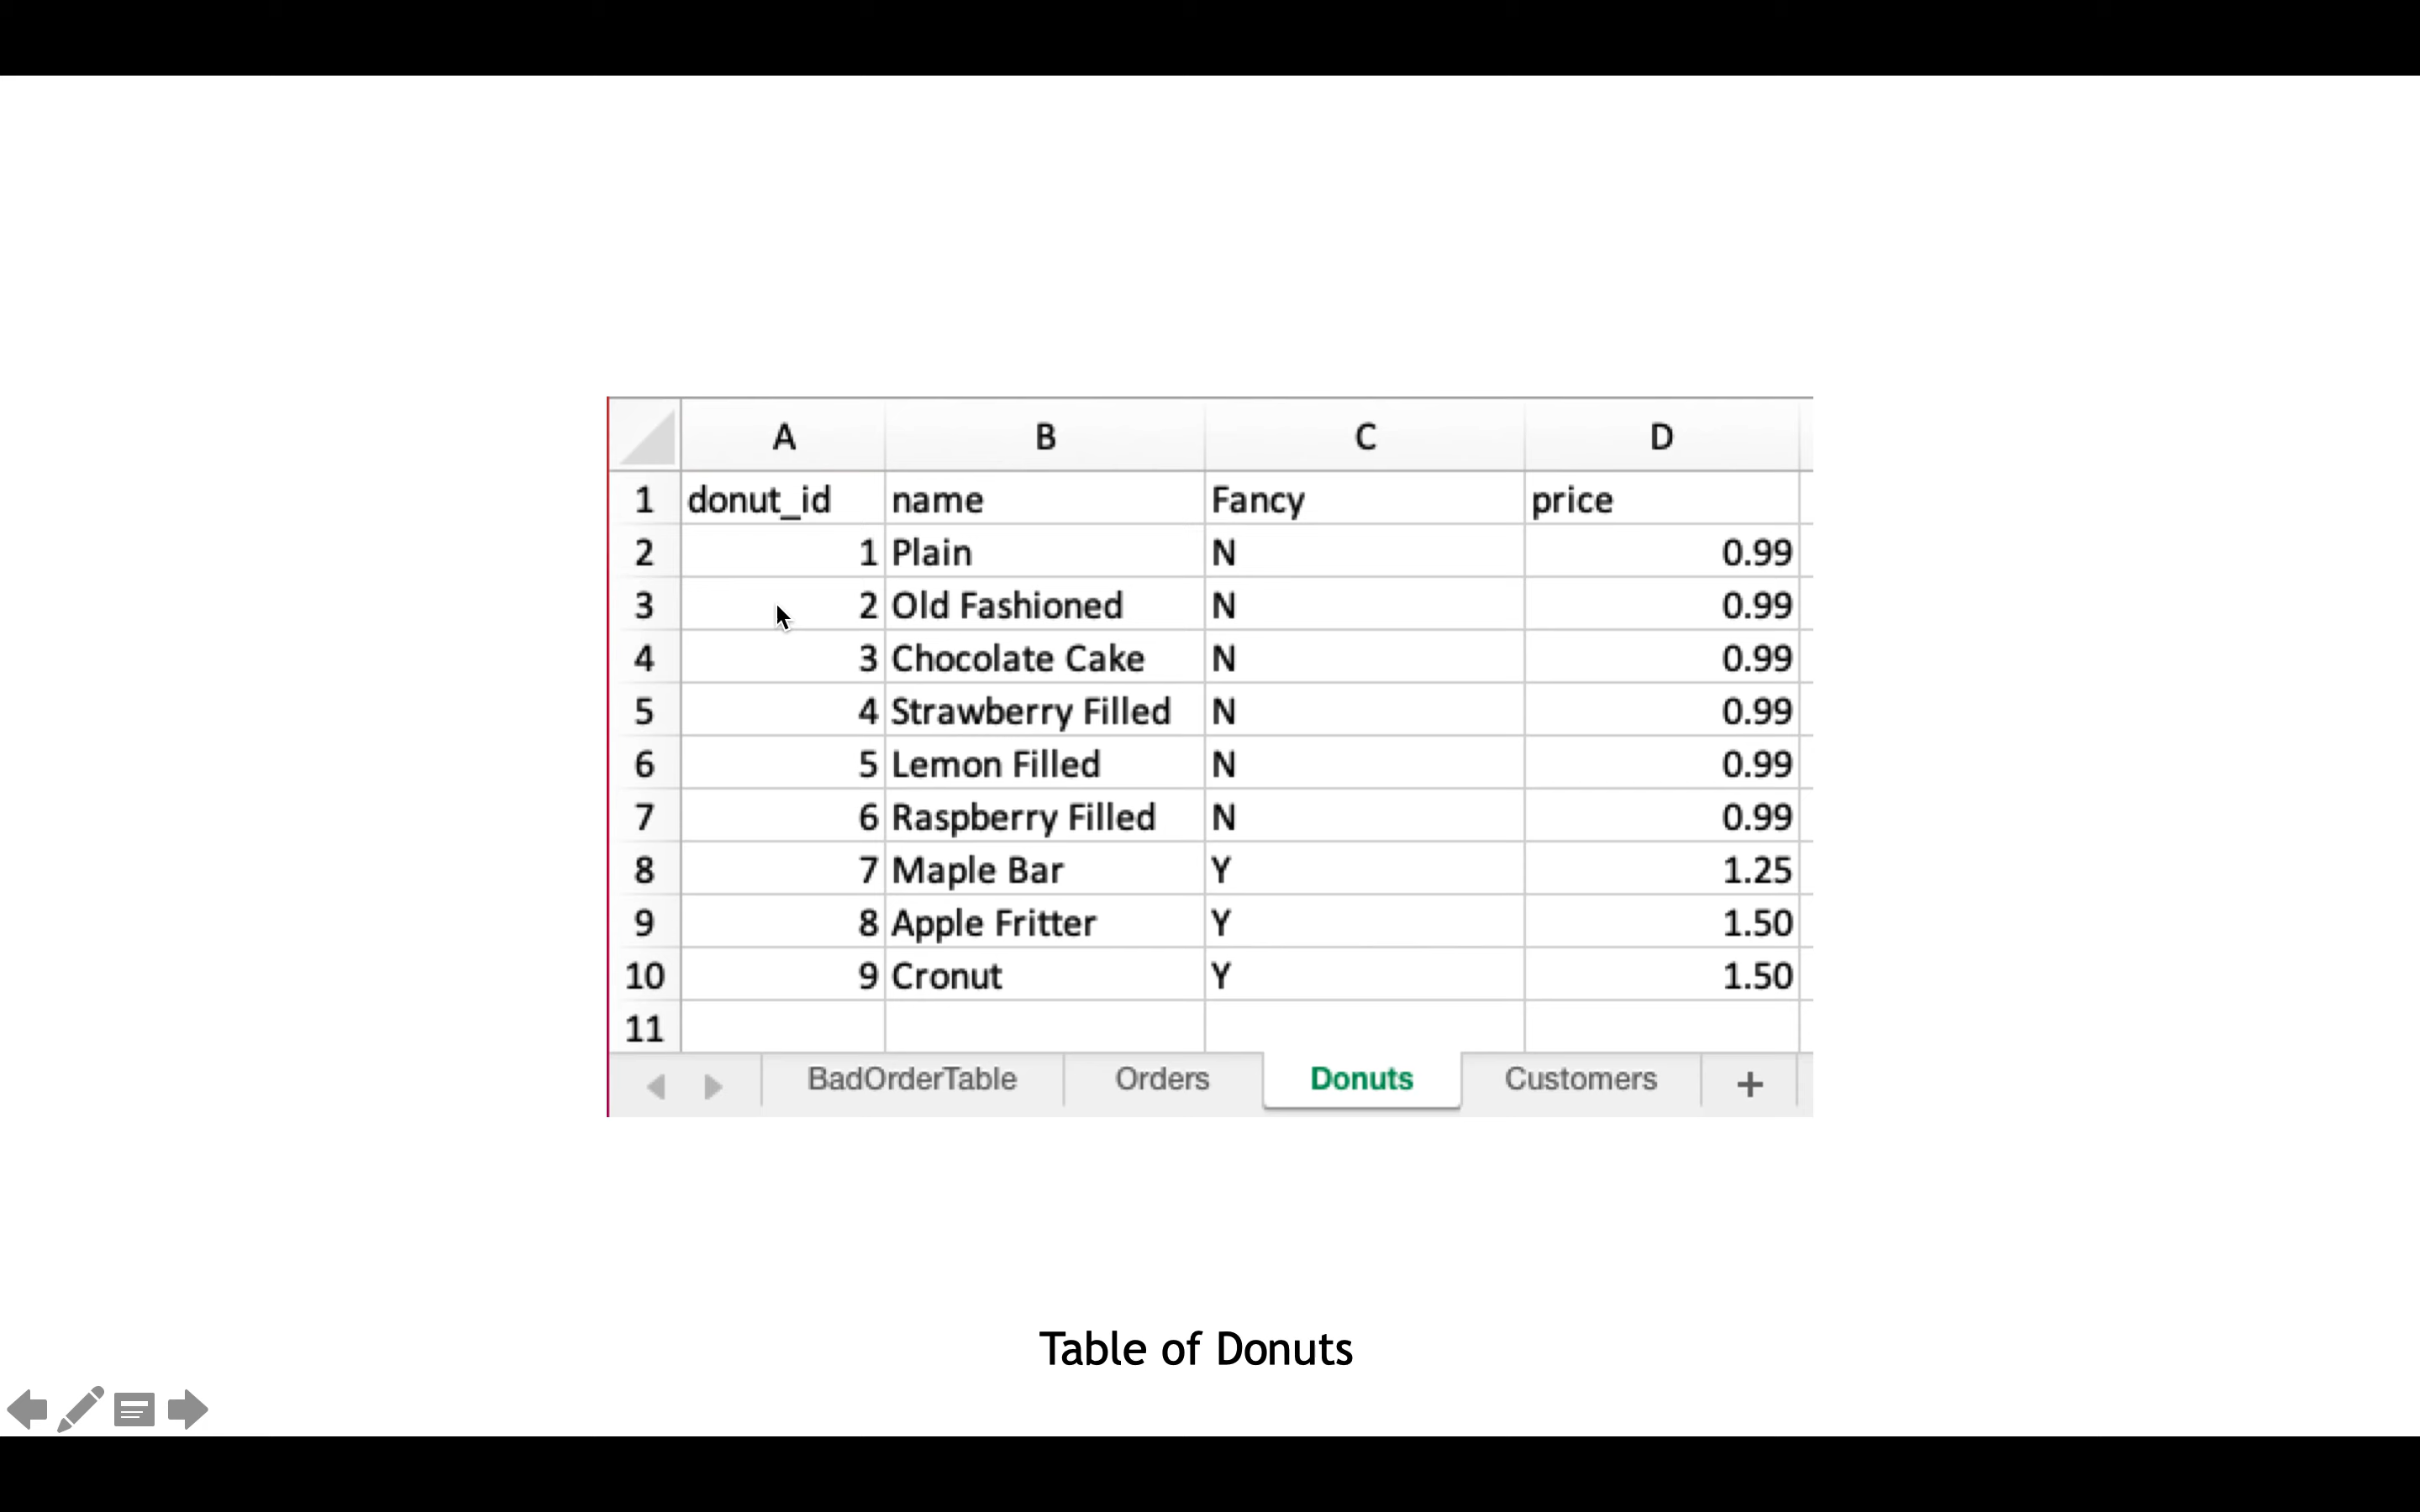 A B C D
1 donut_id name Fancy price
2 1 Plain N 0.99
3 2 Old Fashioned N 0.99
4 3 Chocolate Cake N 0.99
5 4 Strawberry Filled N 0.99
6 5 Lemon Filled N 0.99
7 6 Raspberry Filled N 0.99
8 7 Maple Bar Y 1.25
9 8 Apple Fritter Y 1.50
10 9 Cronut Y 1.50
11
BadOrderTable Orders Donuts Customers +
Table of Donuts